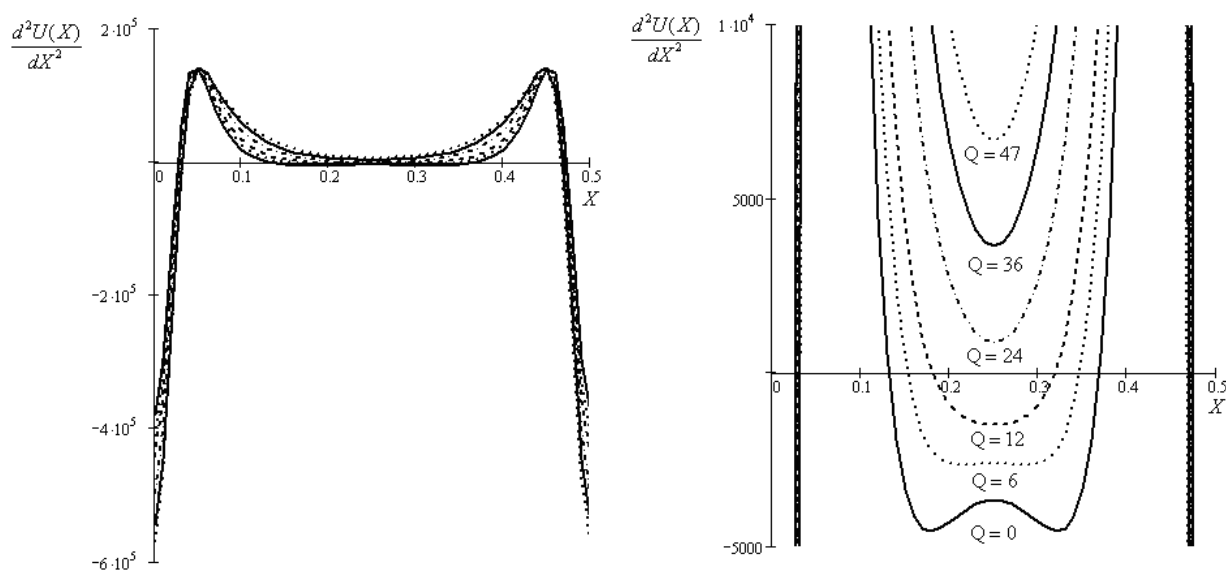 d²U(X)
dX²
2·10⁵
0
0.1
0.2
0.3
0.4
0.5
X
−2·10⁵
−4·10⁵
−6·10⁵
d²U(X)
dX²
1·10⁴
5000
0
0.1
0.2
0.3
0.4
0.5
X
−5000
Q = 47
Q = 36
Q = 24
Q = 12
Q = 6
Q = 0